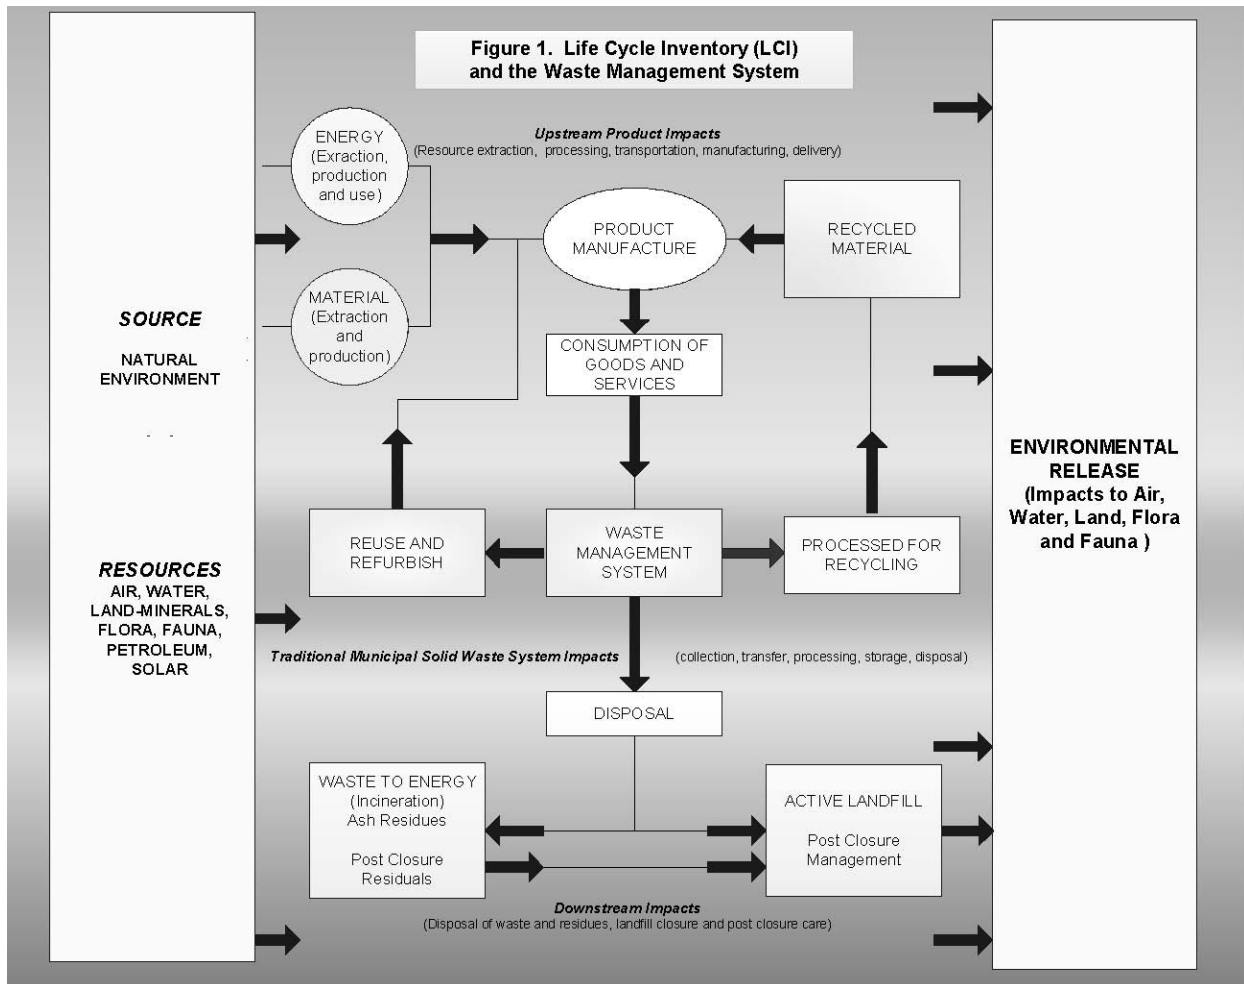 Figure 1.  Life Cycle Inventory (LCI)
and the Waste Management System
Upstream Product Impacts
(Resource extraction,  processing, transportation, manufacturing, delivery)
ENERGY
(Exraction,
production
and use)
MATERIAL
(Extraction
and
production)
PRODUCT
MANUFACTURE
RECYCLED
MATERIAL
CONSUMPTION OF
GOODS AND
SERVICES
SOURCE
NATURAL
ENVIRONMENT
RESOURCES
AIR, WATER,
LAND-MINERALS,
FLORA, FAUNA,
PETROLEUM,
SOLAR
REUSE AND
REFURBISH
WASTE
MANAGEMENT
SYSTEM
PROCESSED FOR
RECYCLING
ENVIRONMENTAL
RELEASE
(Impacts to Air,
Water, Land, Flora
and Fauna )
Traditional Municipal Solid Waste System Impacts
(collection, transfer, processing, storage, disposal)
DISPOSAL
WASTE TO ENERGY
(Incineration)
Ash Residues
Post Closure
Residuals
ACTIVE LANDFILL
Post Closure
Management
Downstream Impacts
(Disposal of waste and residues, landfill closure and post closure care)